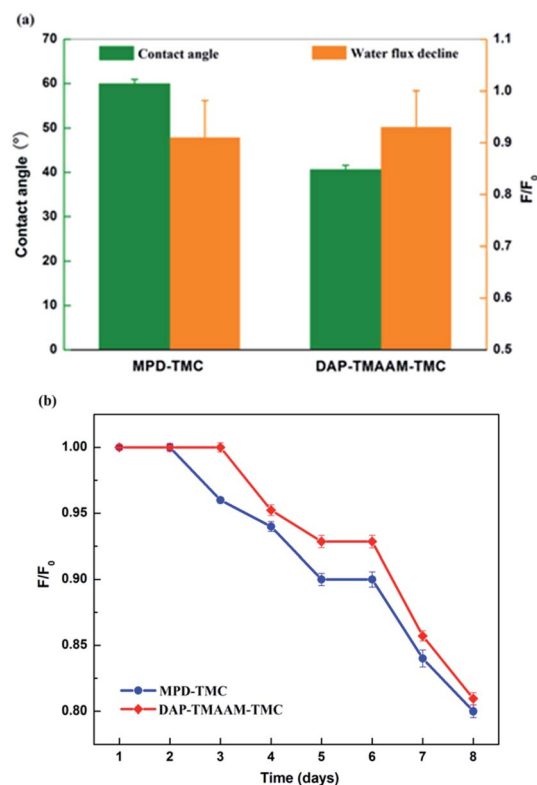 (a)
Contact angle
Water flux decline
70
60
50
40
30
20
10
0
Contact angle (°)
1.1
1.0
0.9
0.8
0.7
0.6
0.5
F/F₀
MPD-TMC
DAP-TMAAM-TMC
(b)
1.00
0.95
0.90
0.85
0.80
F/F₀
MPD-TMC
DAP-TMAAM-TMC
1 2 3 4 5 6 7 8
Time (days)